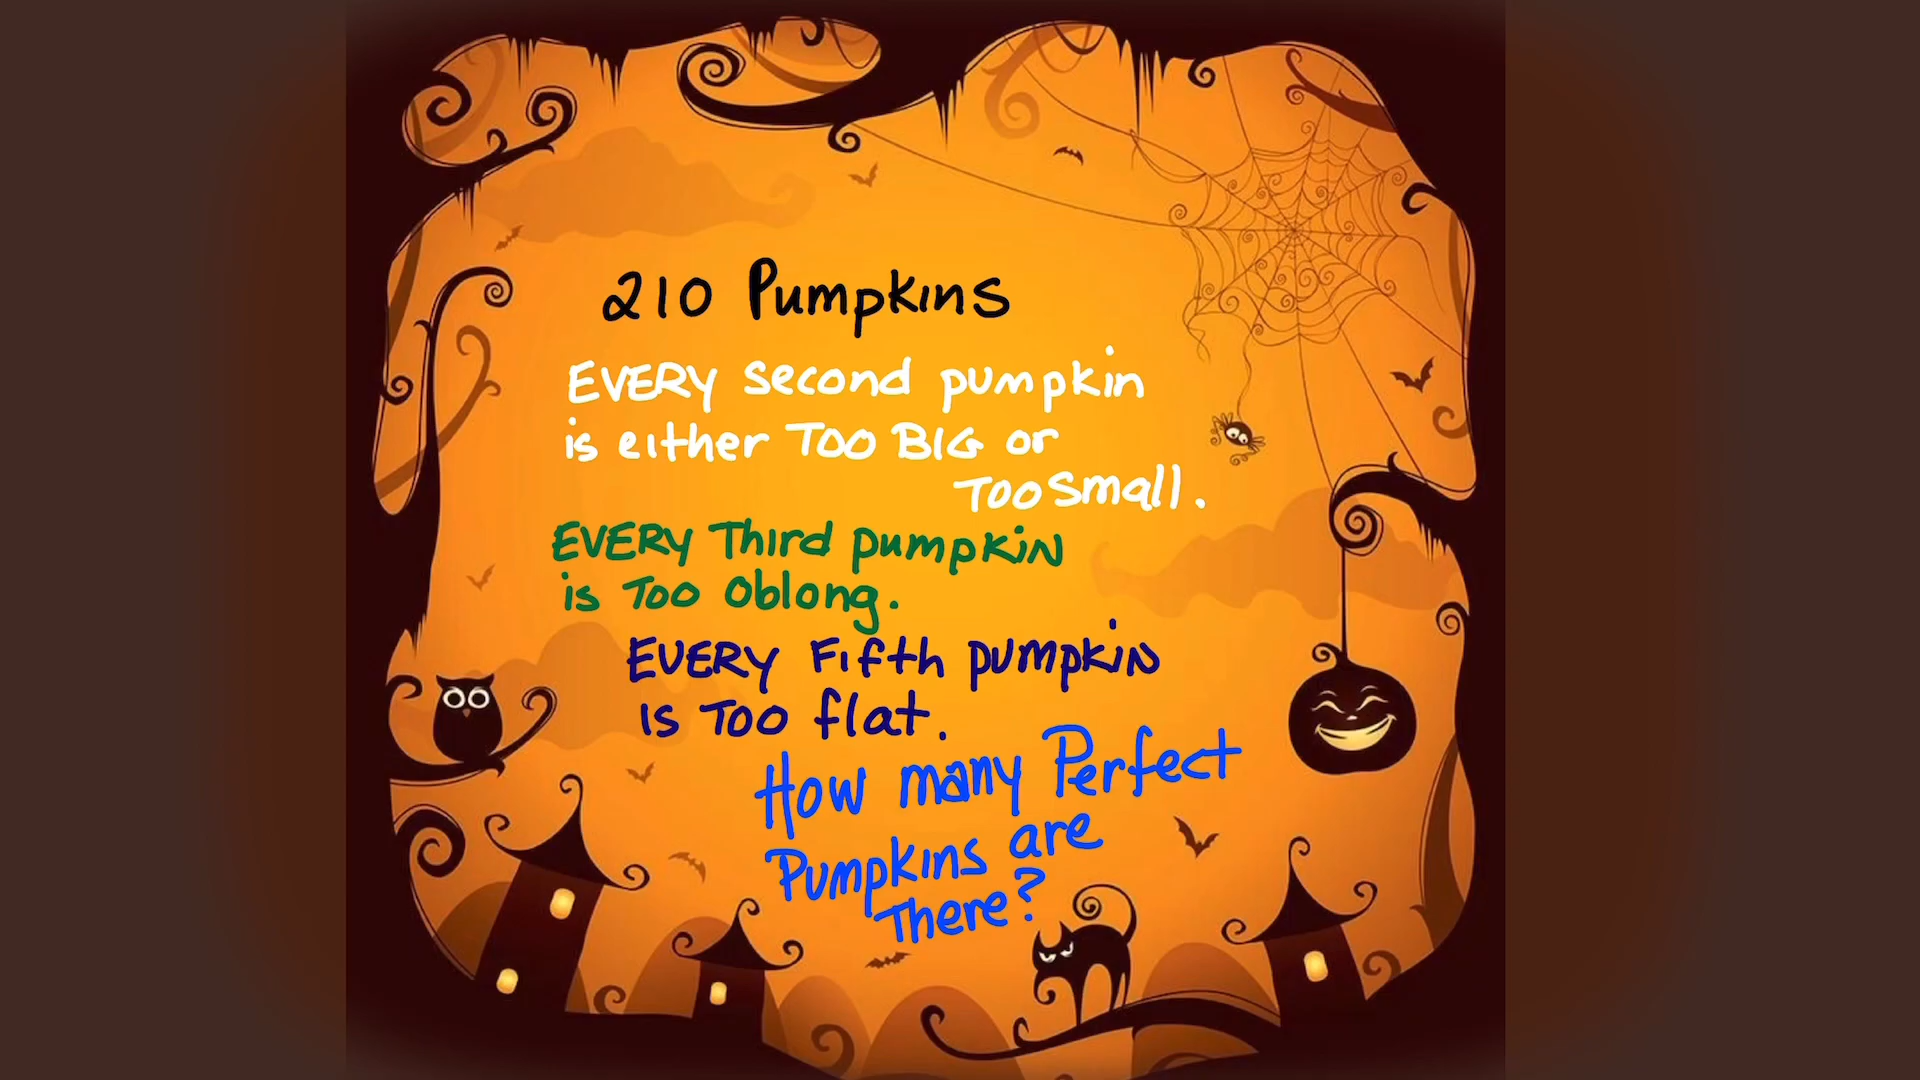 210 Pumpkins
EVERY second pumpkin
is either TOO BIG or
TOO small.
EVERY Third pumpkin
is Too Oblong.
EVERY Fifth pumpkin
is Too flat.
How many Perfect
Pumpkins are
There?